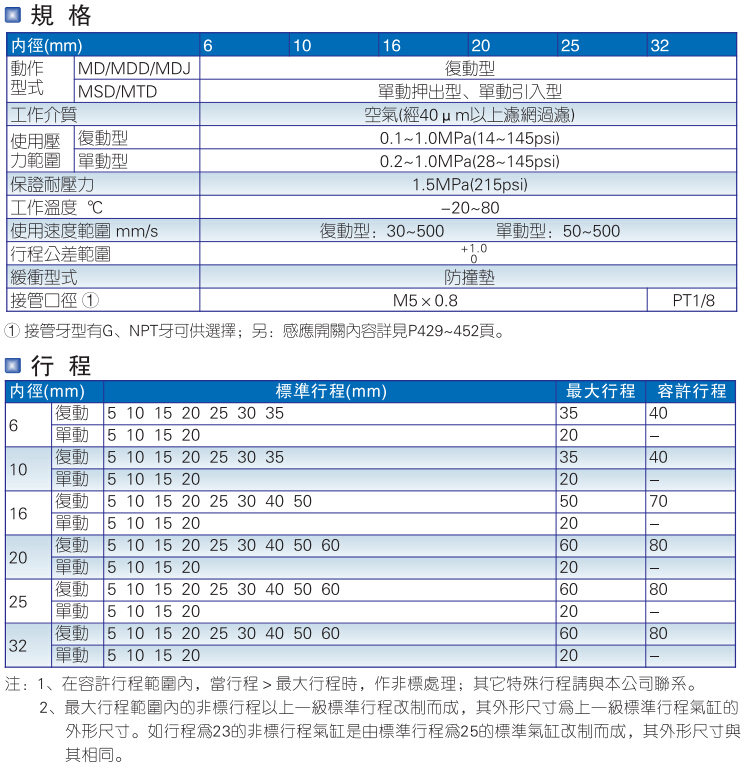 規 格
內徑(mm) 6 10 16 20 25 32
動作型式 MD/MDD/MDJ 復動型
MSD/MTD 單動押出型、單動引入型
工作介質 空氣(經40μm以上濾網過濾)
使用壓力範圍 復動型 0.1~1.0MPa(14~145psi)
單動型 0.2~1.0MPa(28~145psi)
保證耐壓力 1.5MPa(215psi)
工作溫度 ℃ −20~80
使用速度範圍 mm/s 復動型：30~500 單動型：50~500
行程公差範圍 +1.0 0
緩衝型式 防撞墊
接管口徑 ① M5×0.8 PT1/8
① 接管牙型有G、NPT牙可供選擇；另：感應開關內容詳見P429~452頁。
行 程
內徑(mm) 標準行程(mm) 最大行程 容許行程
6 復動 5 10 15 20 25 30 35 35 40
單動 5 10 15 20 20 −
10 復動 5 10 15 20 25 30 35 35 40
單動 5 10 15 20 20 −
16 復動 5 10 15 20 25 30 40 50 50 70
單動 5 10 15 20 20 −
20 復動 5 10 15 20 25 30 40 50 60 60 80
單動 5 10 15 20 20 −
25 復動 5 10 15 20 25 30 40 50 60 60 80
單動 5 10 15 20 20 −
32 復動 5 10 15 20 25 30 40 50 60 60 80
單動 5 10 15 20 20 −
注：1、在容許行程範圍內，當行程＞最大行程時，作非標處理；其它特殊行程請與本公司聯系。
2、最大行程範圍內的非標行程以上一級標準行程改制而成，其外形尺寸為上一級標準行程氣缸的
外形尺寸。如行程為23的非標行程氣缸是由標準行程為25的標準氣缸改制而成，其外形尺寸與
其相同。